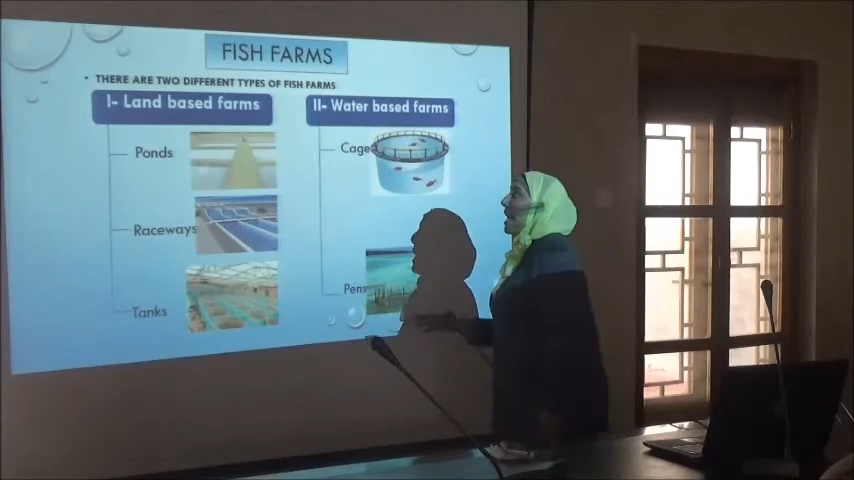 FISH FARMS
• THERE ARE TWO DIFFERENT TYPES OF FISH FARMS
I- Land based farms
II- Water based farms
Ponds
Cage
Raceways
Pens
Tanks